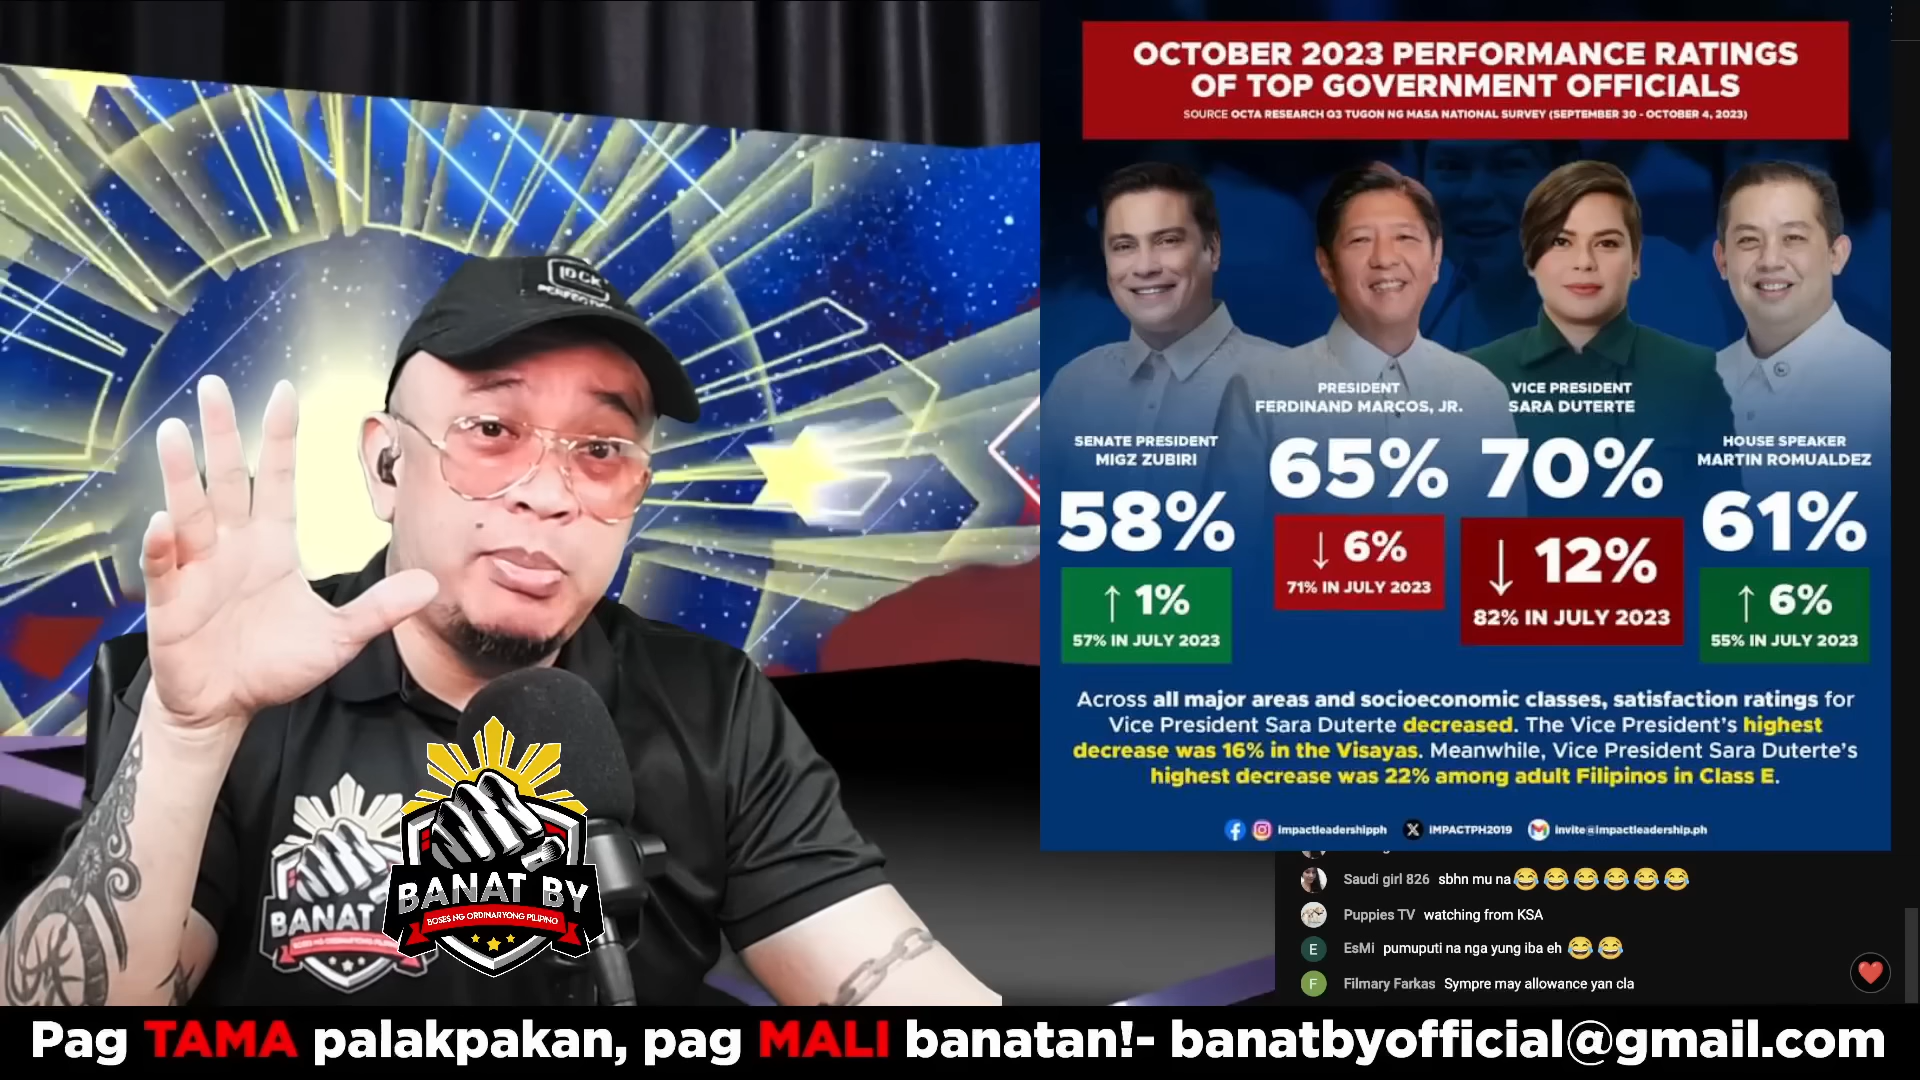 OCTOBER 2023 PERFORMANCE RATINGS
OF TOP GOVERNMENT OFFICIALS
SOURCE OCTA RESEARCH Q3 TUGON NG MASA NATIONAL SURVEY (SEPTEMBER 30 - OCTOBER 4, 2023)
SENATE PRESIDENT
MIGZ ZUBIRI
58%
↑ 1%
57% IN JULY 2023
PRESIDENT
FERDINAND MARCOS, JR.
65%
↓ 6%
71% IN JULY 2023
VICE PRESIDENT
SARA DUTERTE
70%
↓ 12%
82% IN JULY 2023
HOUSE SPEAKER
MARTIN ROMUALDEZ
61%
↑ 6%
55% IN JULY 2023
Across all major areas and socioeconomic classes, satisfaction ratings for
Vice President Sara Duterte decreased. The Vice President's highest
decrease was 16% in the Visayas. Meanwhile, Vice President Sara Duterte's
highest decrease was 22% among adult Filipinos in Class E.
impactleadershipph IMPACTPH2019 invite@impactleadership.ph
BANAT
BANAT BY
BOSES NG ORDINARYONG PILIPINO
Saudi girl 826 sbhn mu na😂😂😂😂😂😂
Puppies TV watching from KSA
E EsMi pumuputi na nga yung iba eh 😂😂
F Filmary Farkas Sympre may allowance yan cla
Pag TAMA palakpakan, pag MALI banatan!- banatbyofficial@gmail.com